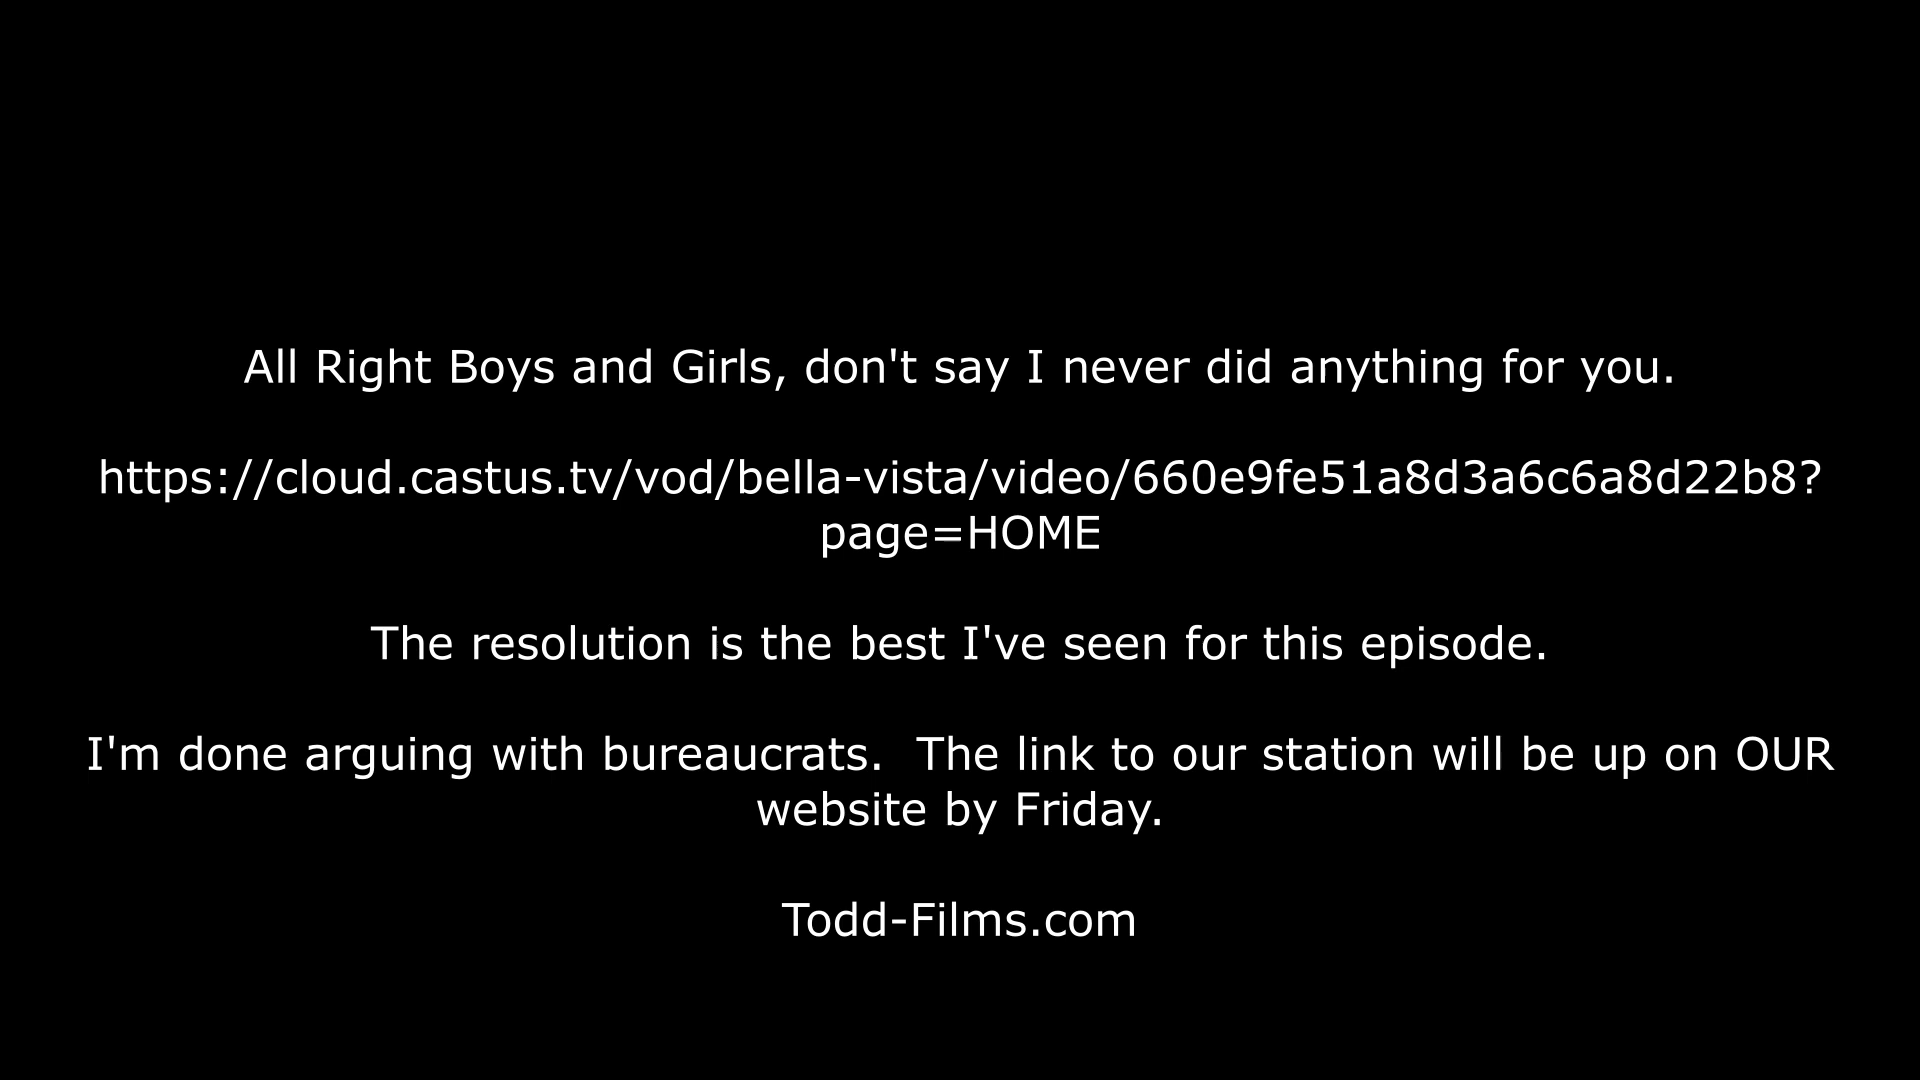 All Right Boys and Girls, don't say I never did anything for you.
https://cloud.castus.tv/vod/bella-vista/video/660e9fe51a8d3a6c6a8d22b8?
page=HOME
The resolution is the best I've seen for this episode.
I'm done arguing with bureaucrats.  The link to our station will be up on OUR
website by Friday.
Todd-Films.com